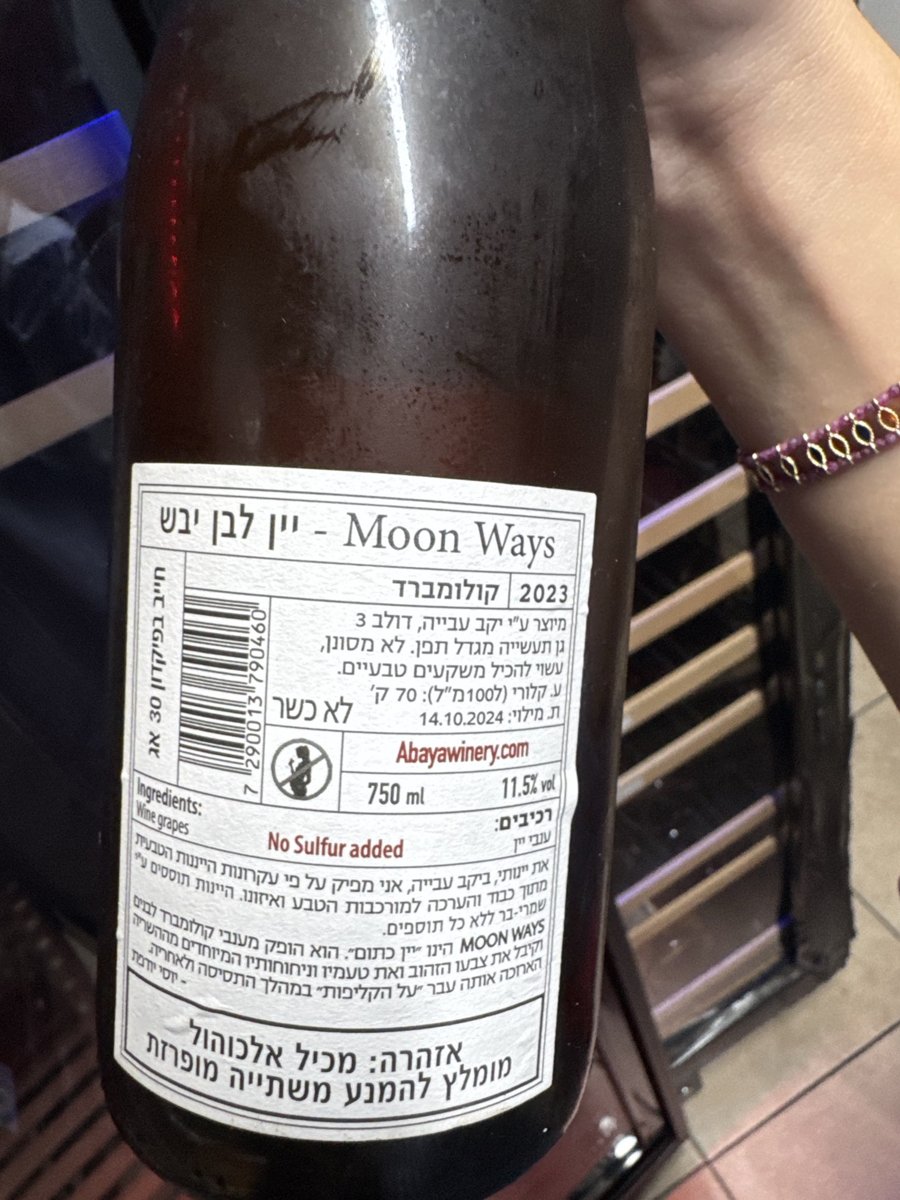 Moon Ways - יין לבן יבש
2023 קולומברד
מיוצר ע"י יקב עבייה, דולב 3
גן תעשייה מגדל תפן. לא מסונן,
עשוי להכיל משקעים טבעיים.
ע. קלורי (ל100מ"ל): 70 ק'
ת. מילוי: 14.10.2024
לא כשר
חייב בפיקדון 30 אג
7 290013 790460
Abayawinery.com
750 ml
11.5% vol
Ingredients:
Wine grapes
No Sulfur added
רכיבים:
ענבי יין
את יינותי, ביקב עבייה, אני מפיק על פי עקרונות הייננות הטבעית
מתוך כבוד והערכה למורכבות הטבע ואיזונו. היינות תוססים ע"י
שמרי-בר ללא כל תוספים.
MOON WAYS הינו "יין כתום". הוא הופק מענבי קולומברד לבנים
וקיבל את צבעו הזהוב ואת טעמיו וניחוחותיו המיוחדים מההשריה
הארוכה אותה עבר "על הקליפות" במהלך התסיסה ולאחריה.
- יוסי יודפת
אזהרה: מכיל אלכוהול
מומלץ להמנע משתייה מופרזת